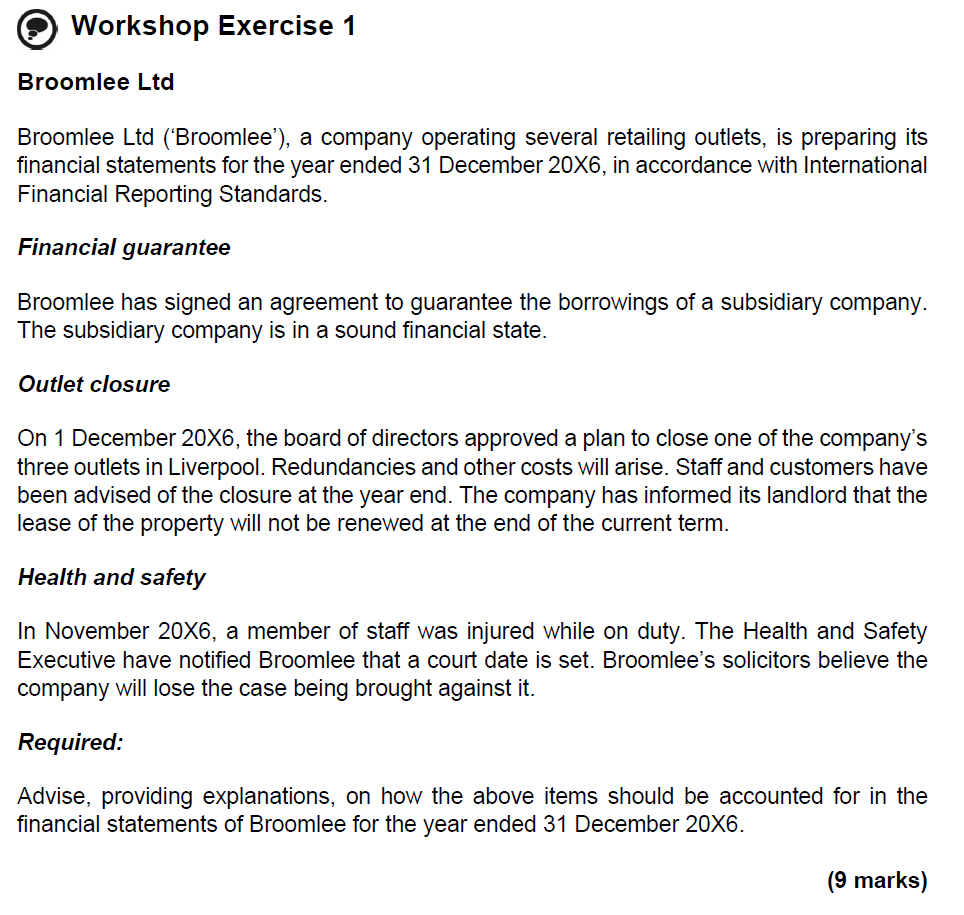 Workshop Exercise 1
Broomlee Ltd
Broomlee Ltd (‘Broomlee’), a company operating several retailing outlets, is preparing its
financial statements for the year ended 31 December 20X6, in accordance with International
Financial Reporting Standards.
Financial guarantee
Broomlee has signed an agreement to guarantee the borrowings of a subsidiary company.
The subsidiary company is in a sound financial state.
Outlet closure
On 1 December 20X6, the board of directors approved a plan to close one of the company’s
three outlets in Liverpool. Redundancies and other costs will arise. Staff and customers have
been advised of the closure at the year end. The company has informed its landlord that the
lease of the property will not be renewed at the end of the current term.
Health and safety
In November 20X6, a member of staff was injured while on duty. The Health and Safety
Executive have notified Broomlee that a court date is set. Broomlee’s solicitors believe the
company will lose the case being brought against it.
Required:
Advise, providing explanations, on how the above items should be accounted for in the
financial statements of Broomlee for the year ended 31 December 20X6.
(9 marks)